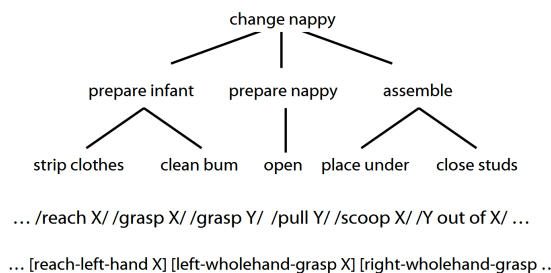 change nappy
prepare infant prepare nappy assemble
strip clothes clean bum open place under close studs
… /reach X/ /grasp X/ /grasp Y/ /pull Y/ /scoop X/ /Y out of X/ …
… [reach-left-hand X] [left-wholehand-grasp X] [right-wholehand-grasp ..